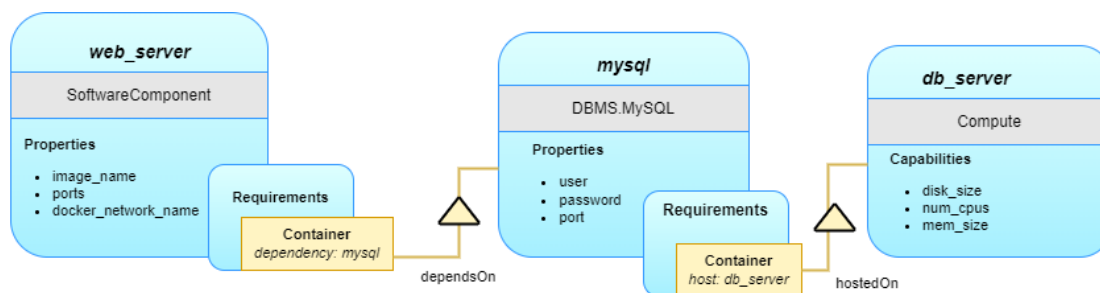 web_server
SoftwareComponent
Properties
image_name
ports
docker_network_name
Requirements
Container
dependency: mysql
dependsOn
mysql
DBMS.MySQL
Properties
user
password
port
Requirements
Container
host: db_server
hostedOn
db_server
Compute
Capabilities
disk_size
num_cpus
mem_size